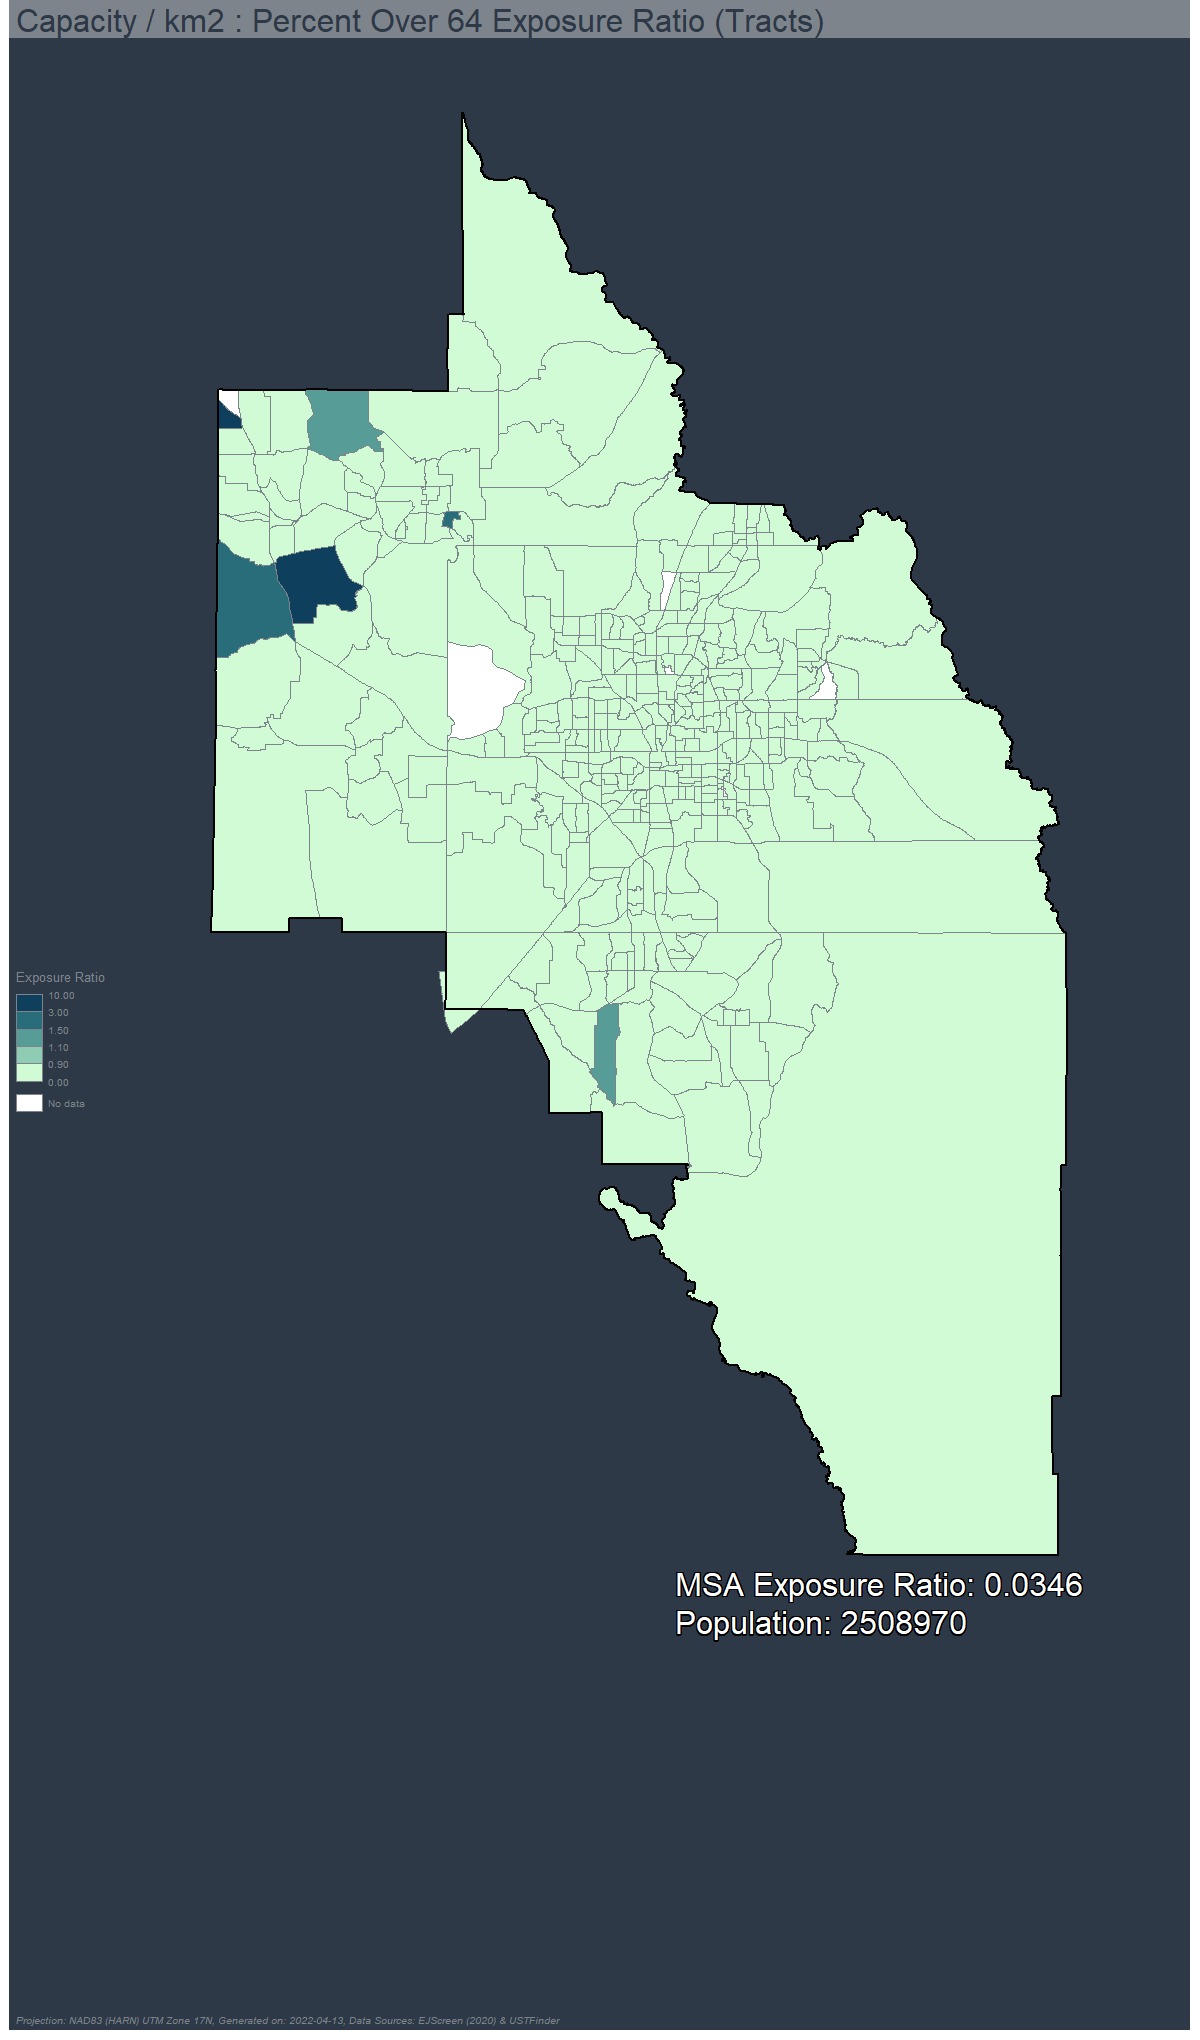 Capacity / km2 : Percent Over 64 Exposure Ratio (Tracts)
Exposure Ratio
10.00
3.00
1.50
1.10
0.90
0.00
No data
MSA Exposure Ratio: 0.0346
Population: 2508970
Projection: NAD83 (HARN) UTM Zone 17N, Generated on: 2022-04-13, Data Sources: EJScreen (2020) & USTFinder